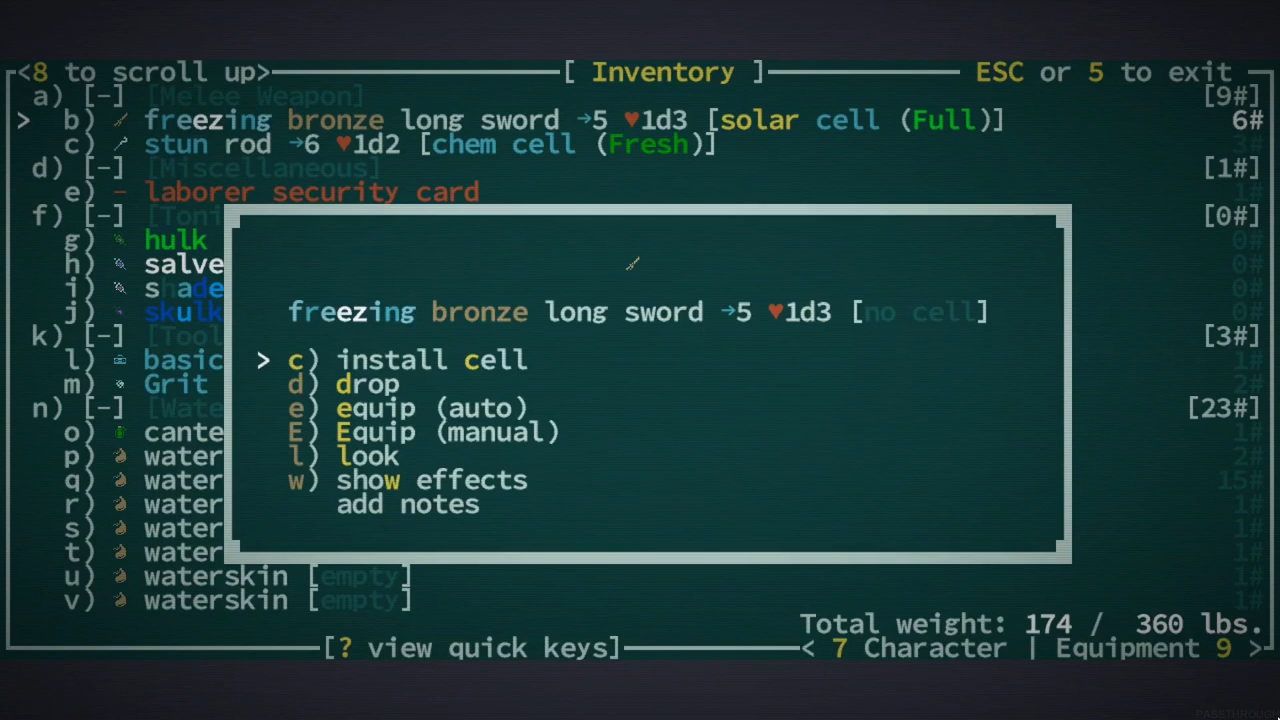 <8 to scroll up> [ Inventory ] ESC or 5 to exit
a) [-] [Melee Weapon] [9#]
> b) freezing bronze long sword →5 ♥1d3 [solar cell (Full)] 6#
c) stun rod →6 ♥1d2 [chem cell (Fresh)] 3#
d) [-] [Miscellaneous] [1#]
e) laborer security card 1#
f) [-] [Toni [0#]
g) hulk 0#
h) salve 0#
i) shade 0#
j) skulk 0#
k) [-] [Tool [3#]
l) basic 1#
m) Grit 2#
n) [-] [Wate [23#]
o) cante 1#
p) water 2#
q) water 15#
r) water 1#
s) water 1#
t) water 1#
u) waterskin [empty] 1#
v) waterskin [empty] 1#
freezing bronze long sword →5 ♥1d3 [no cell]
> c) install cell
d) drop
e) equip (auto)
E) Equip (manual)
l) look
w) show effects
add notes
Total weight: 174 / 360 lbs.
[? view quick keys] < 7 Character | Equipment 9 >